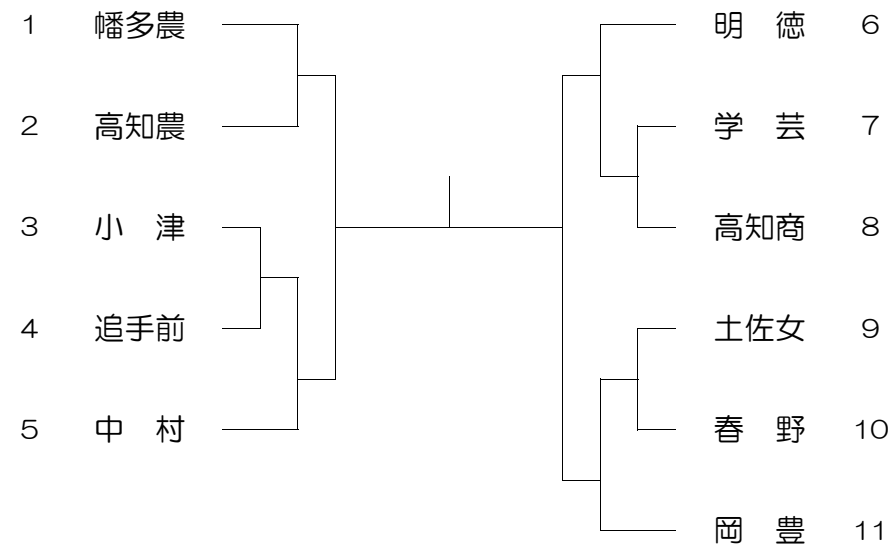 1 幡多農
2 高知農
3 小 津
4 追手前
5 中 村
明 徳 6
学 芸 7
高知商 8
土佐女 9
春 野 10
岡 豊 11